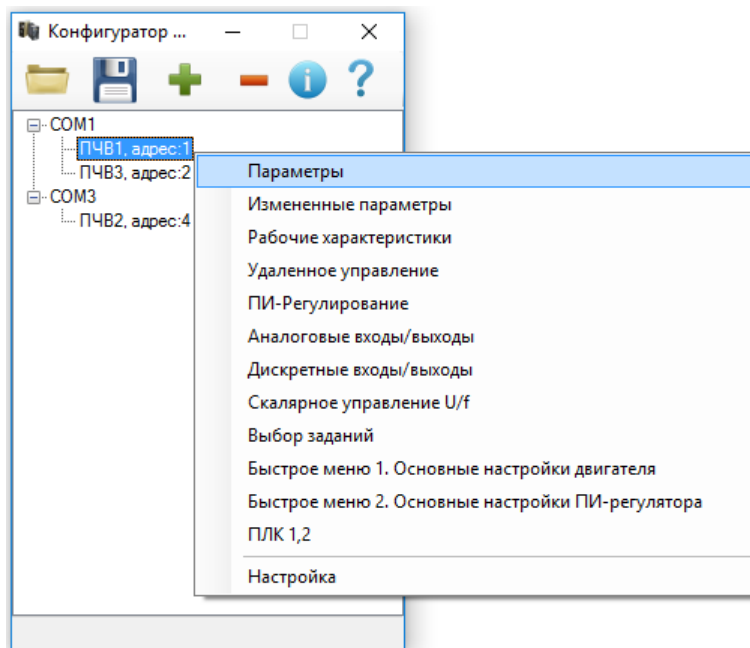 Конфигуратор ...
COM1
ПЧВ1, адрес:1
ПЧВ3, адрес:2
COM3
ПЧВ2, адрес:4
Параметры
Измененные параметры
Рабочие характеристики
Удаленное управление
ПИ-Регулирование
Аналоговые входы/выходы
Дискретные входы/выходы
Скалярное управление U/f
Выбор заданий
Быстрое меню 1. Основные настройки двигателя
Быстрое меню 2. Основные настройки ПИ-регулятора
ПЛК 1,2
Настройка